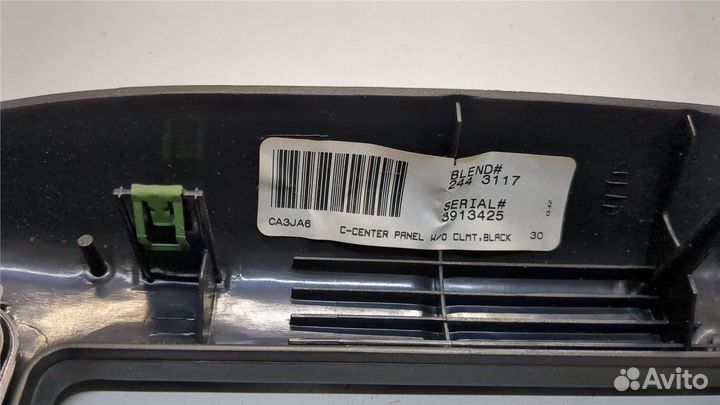 BLEND#
244 3117
SERIAL#
3913425
CA3JA6
C-CENTER PANEL W/O CLMT,BLACK 30
Avito